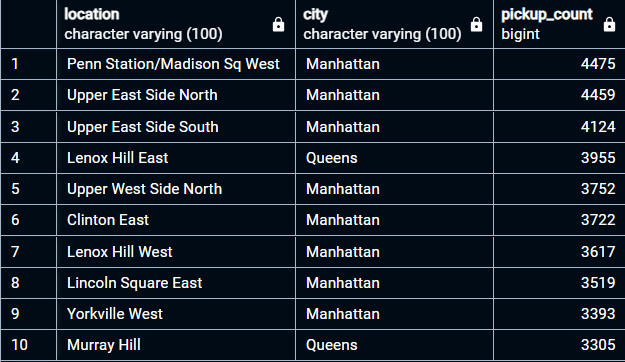 location city pickup_count
character varying (100) character varying (100) bigint
1 Penn Station/Madison Sq West Manhattan 4475
2 Upper East Side North Manhattan 4459
3 Upper East Side South Manhattan 4124
4 Lenox Hill East Queens 3955
5 Upper West Side North Manhattan 3752
6 Clinton East Manhattan 3722
7 Lenox Hill West Manhattan 3617
8 Lincoln Square East Manhattan 3519
9 Yorkville West Manhattan 3393
10 Murray Hill Queens 3305